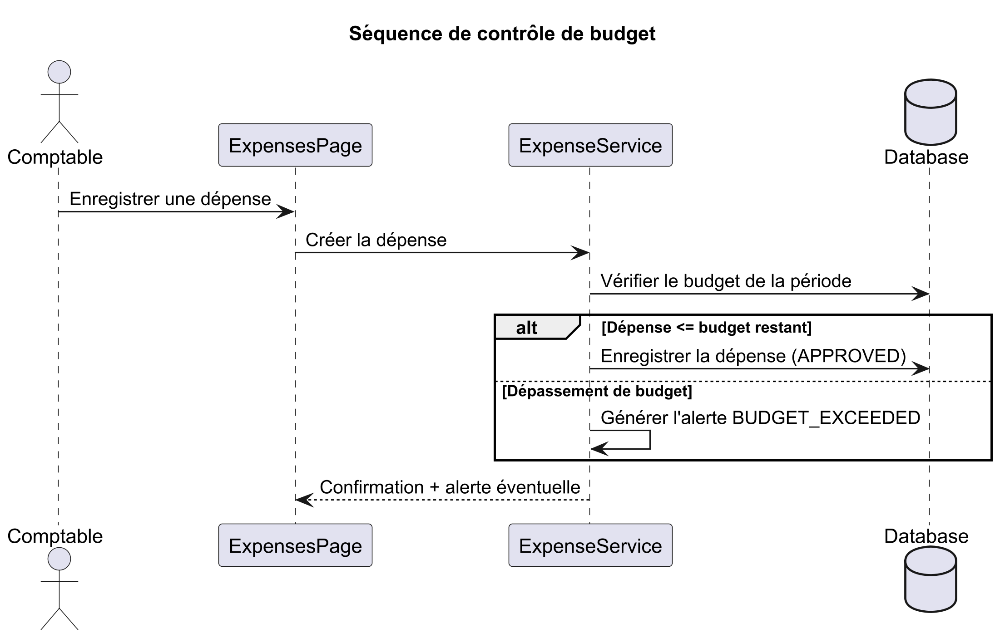 Séquence de contrôle de budget
Comptable
ExpensesPage
ExpenseService
Database
Enregistrer une dépense
Créer la dépense
Vérifier le budget de la période
alt
[Dépense <= budget restant]
Enregistrer la dépense (APPROVED)
[Dépassement de budget]
Générer l'alerte BUDGET_EXCEEDED
Confirmation + alerte éventuelle
Comptable
ExpensesPage
ExpenseService
Database